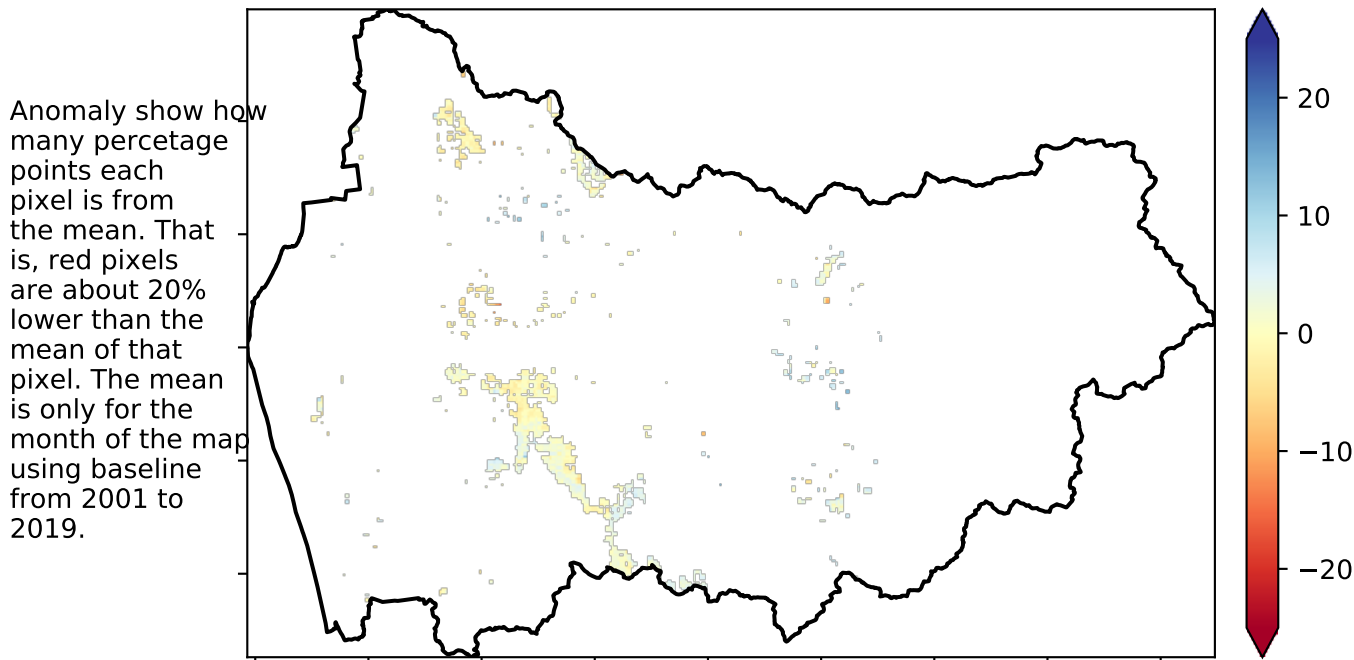 Anomaly show how
many percetage
points each
pixel is from
the mean. That
is, red pixels
are about 20%
lower than the
mean of that
pixel. The mean
is only for the
month of the map
using baseline
from 2001 to
2019.
20
10
0
−10
−20